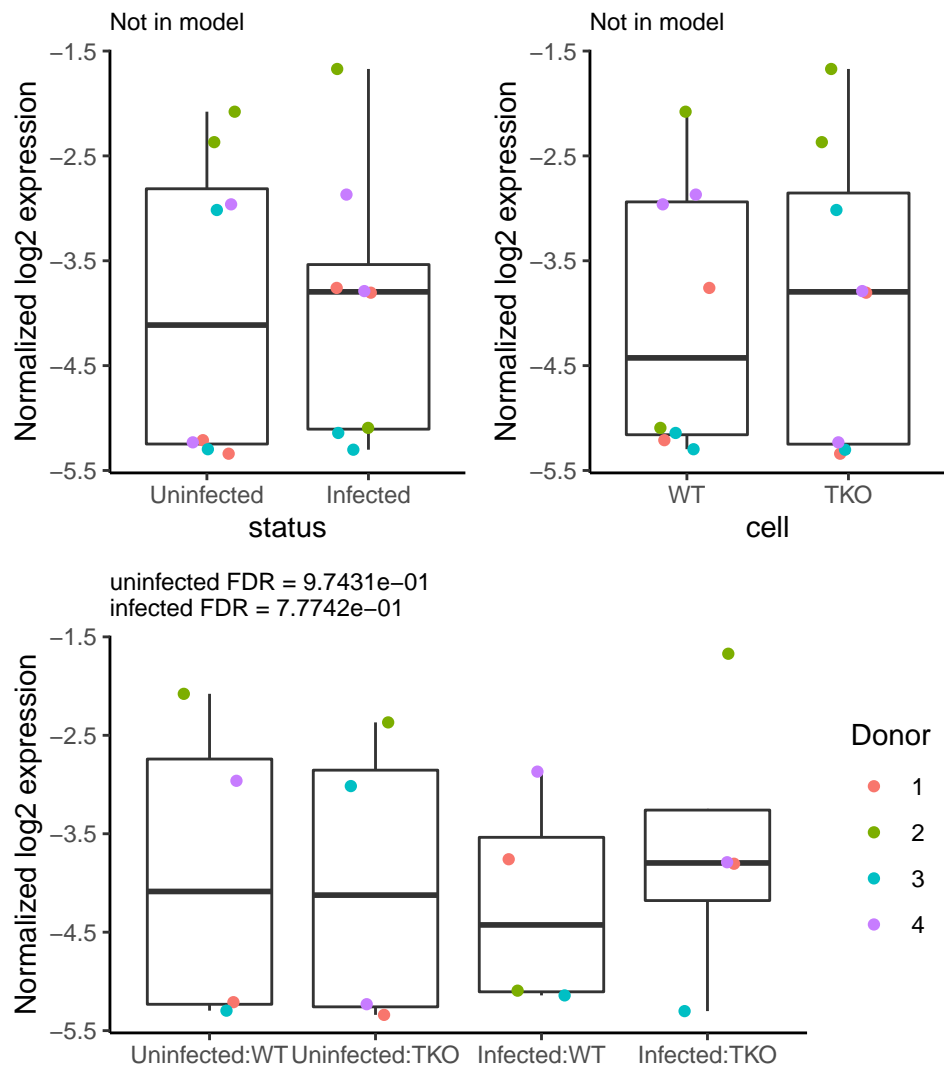 Not in model
−1.5
−2.5
−3.5
−4.5
−5.5
Normalized log2 expression
Uninfected Infected
status
Not in model
−1.5
−2.5
−3.5
−4.5
−5.5
Normalized log2 expression
WT TKO
cell
uninfected FDR = 9.7431e−01
infected FDR = 7.7742e−01
−1.5
−2.5
−3.5
−4.5
−5.5
Normalized log2 expression
Uninfected:WT Uninfected:TKO Infected:WT Infected:TKO
Donor
1
2
3
4